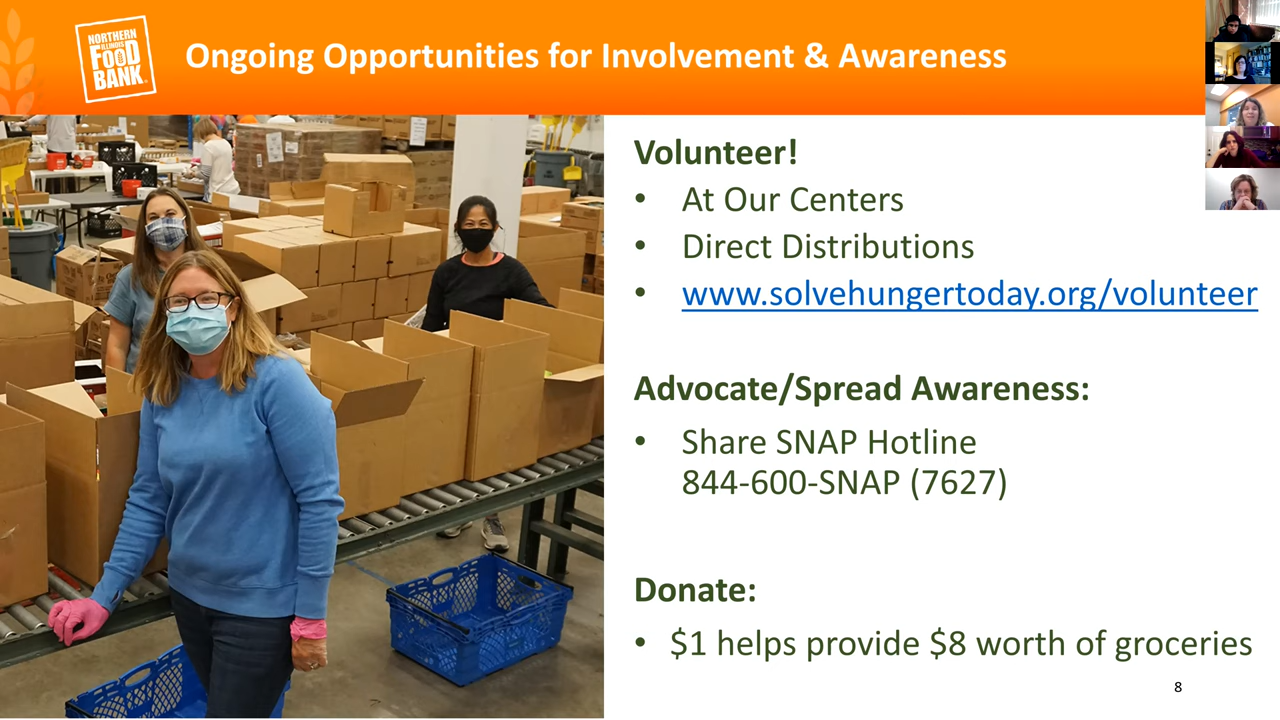 NORTHERN
ILLINOIS
FOOD
BANK
Ongoing Opportunities for Involvement & Awareness
Volunteer!
• At Our Centers
• Direct Distributions
• www.solvehungertoday.org/volunteer
Advocate/Spread Awareness:
• Share SNAP Hotline
844-600-SNAP (7627)
Donate:
• $1 helps provide $8 worth of groceries
8